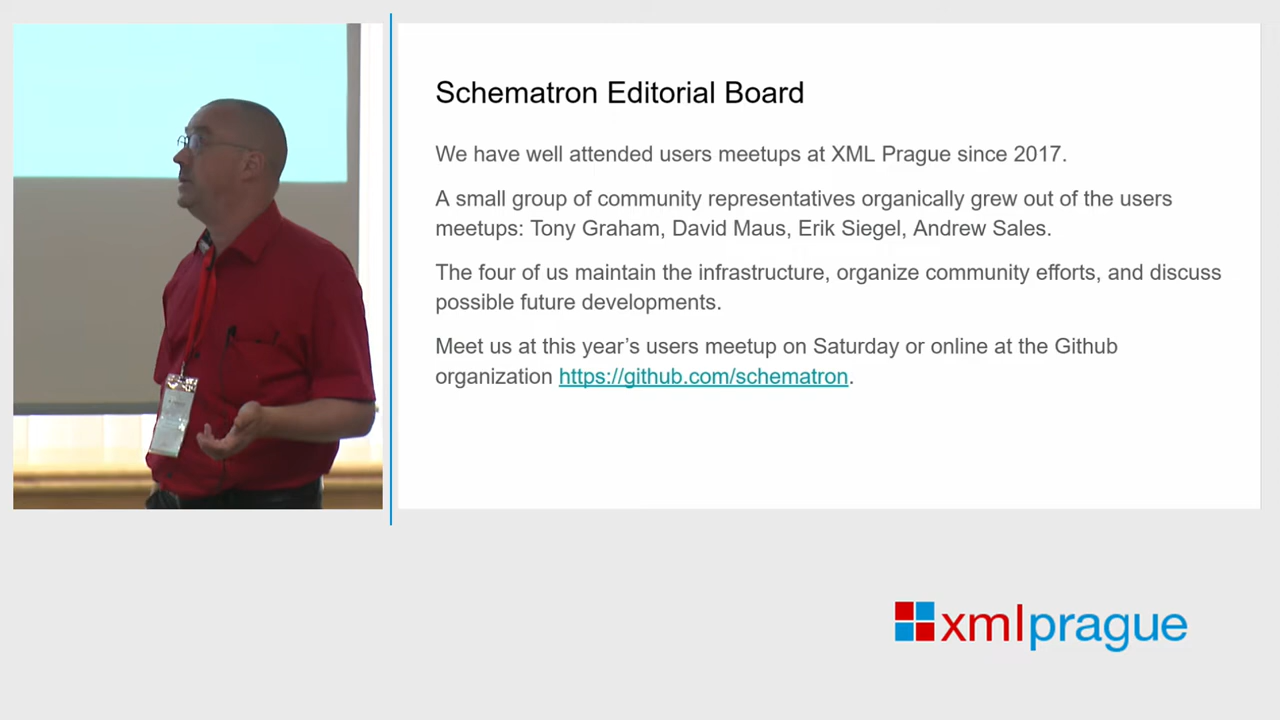 Schematron Editorial Board
We have well attended users meetups at XML Prague since 2017.
A small group of community representatives organically grew out of the users
meetups: Tony Graham, David Maus, Erik Siegel, Andrew Sales.
The four of us maintain the infrastructure, organize community efforts, and discuss
possible future developments.
Meet us at this year’s users meetup on Saturday or online at the Github
organization https://github.com/schematron.
xmlprague